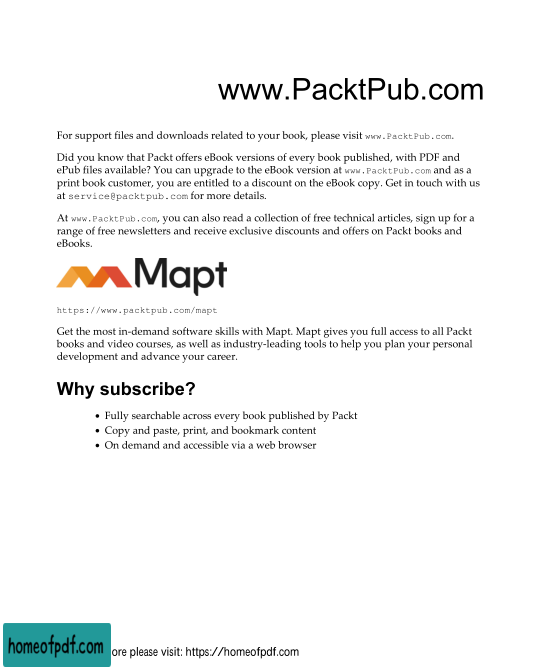 www.PacktPub.com
For support files and downloads related to your book, please visit www.PacktPub.com.
Did you know that Packt offers eBook versions of every book published, with PDF and
ePub files available? You can upgrade to the eBook version at www.PacktPub.com and as a
print book customer, you are entitled to a discount on the eBook copy. Get in touch with us
at service@packtpub.com for more details.
At www.PacktPub.com, you can also read a collection of free technical articles, sign up for a
range of free newsletters and receive exclusive discounts and offers on Packt books and
eBooks.
Mapt
https://www.packtpub.com/mapt
Get the most in-demand software skills with Mapt. Mapt gives you full access to all Packt
books and video courses, as well as industry-leading tools to help you plan your personal
development and advance your career.
Why subscribe?
• Fully searchable across every book published by Packt
• Copy and paste, print, and bookmark content
• On demand and accessible via a web browser
homeofpdf.com ore please visit: https://homeofpdf.com